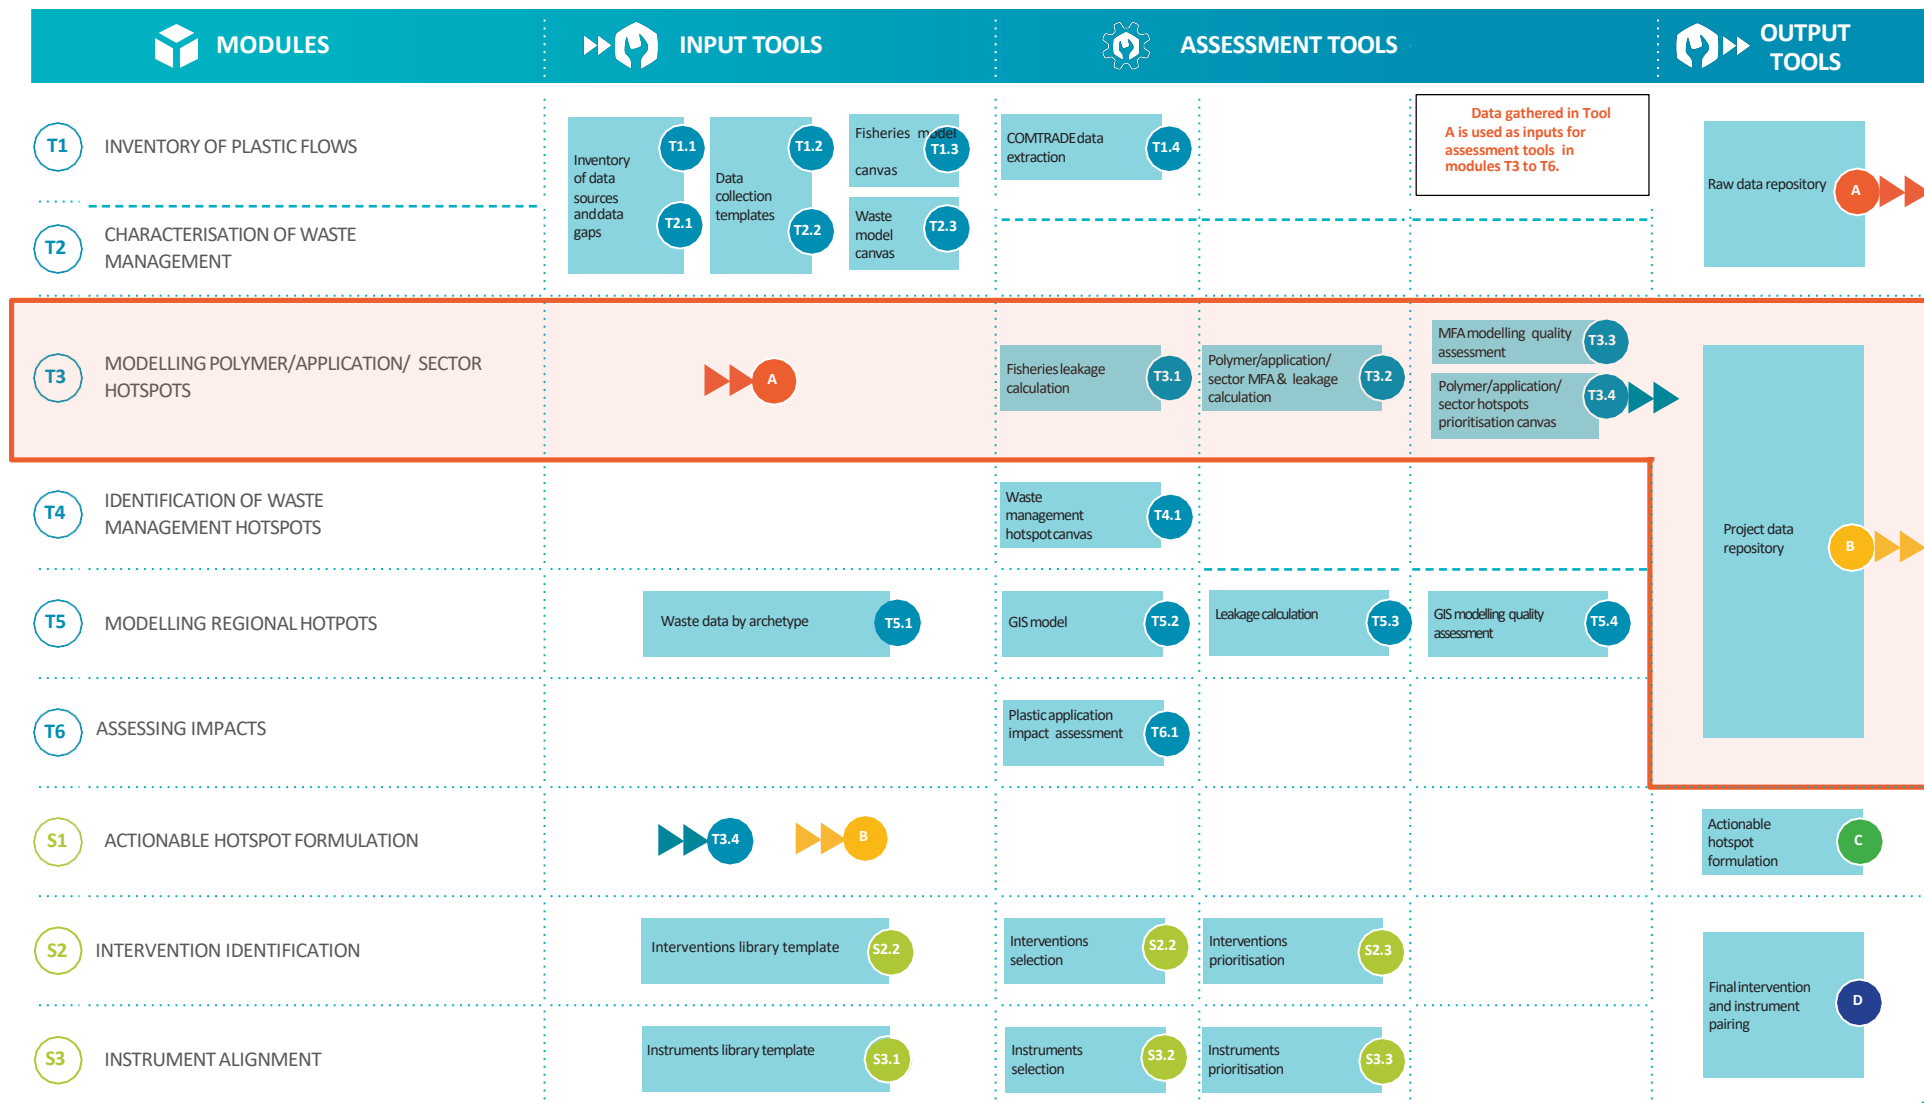 MODULES
INPUT TOOLS
ASSESSMENT TOOLS
OUTPUT
TOOLS
T1
INVENTORY OF PLASTIC FLOWS
Inventory
of data
sources
and data
gaps
T1.1
T2.1
Data
collection
templates
T1.2
T2.2
Fisheries model
canvas
T1.3
Waste
model
canvas
T2.3
COMTRADE data
extraction
T1.4
Data gathered in Tool
A is used as inputs for
assessment tools in
modules T3 to T6.
Raw data repository
A
T2
CHARACTERISATION OF WASTE
MANAGEMENT
T3
MODELLING POLYMER/APPLICATION/ SECTOR
HOTSPOTS
A
Fisheries leakage
calculation
T3.1
Polymer/application/
sector MFA & leakage
calculation
T3.2
MFA modelling quality
assessment
T3.3
Polymer/application/
sector hotspots
prioritisation canvas
T3.4
T4
IDENTIFICATION OF WASTE
MANAGEMENT HOTSPOTS
Waste
management
hotspot canvas
T4.1
Project data
repository
B
T5
MODELLING REGIONAL HOTPOTS
Waste data by archetype
T5.1
GIS model
T5.2
Leakage calculation
T5.3
GIS modelling quality
assessment
T5.4
T6
ASSESSING IMPACTS
Plastic application
impact assessment
T6.1
S1
ACTIONABLE HOTSPOT FORMULATION
T3.4
B
Actionable
hotspot
formulation
C
S2
INTERVENTION IDENTIFICATION
Interventions library template
S2.2
Interventions
selection
S2.2
Interventions
prioritisation
S2.3
Final intervention
and instrument
pairing
D
S3
INSTRUMENT ALIGNMENT
Instruments library template
S3.1
Instruments
selection
S3.2
Instruments
prioritisation
S3.3